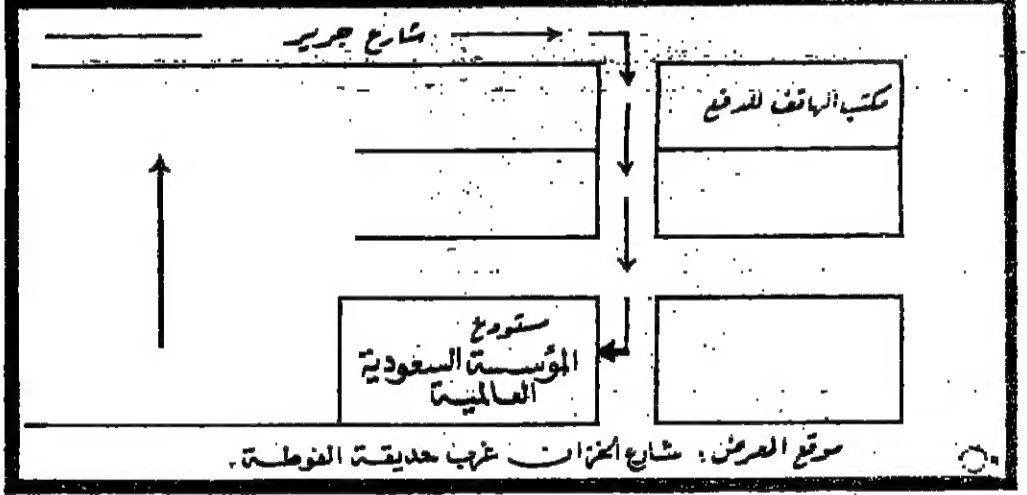 شارع جرير
مكتب الهاتف للدفع
مستودع
المؤسسة السعودية
العالمية
موقع المعرض : شارع الخزان غرب حديقة الفوطة .